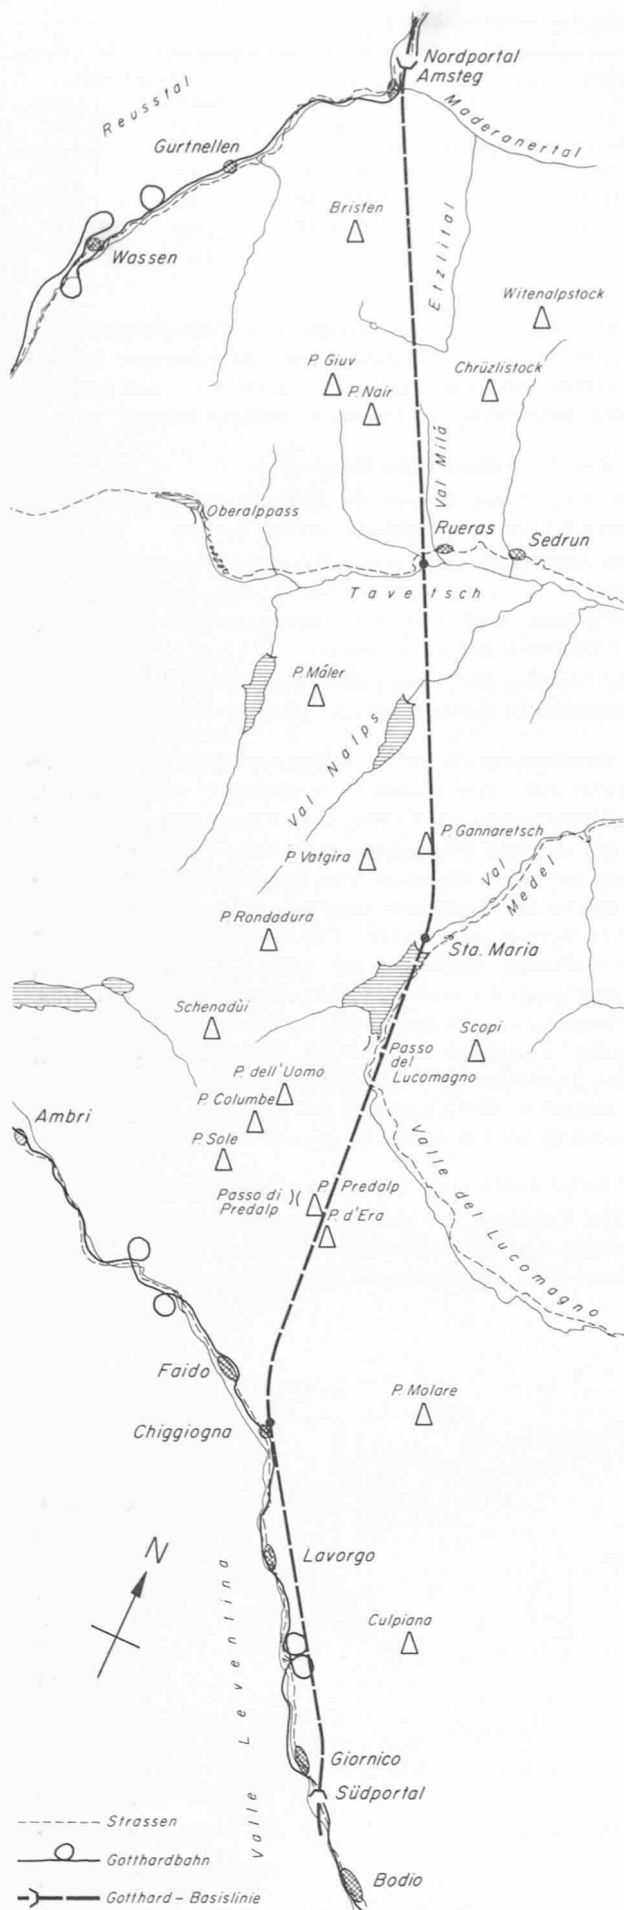 Nordportal
Amsteg
Reusstal
Maderanertal
Gurtnellen
Bristen
Etzlital
Wassen
Witenalpstock
P. Giuv
Chrüzlistock
P. Nair
Val Milà
Oberalppass
Rueras
Sedrun
Tavetsch
P. Máler
Val Nalps
P. Gannaretsch
P. Vatgira
Val
Medel
P. Rondadura
Sta. Maria
Schenadüi
Scopi
Passo
del
Lucomagno
P. dell'Uomo
P. Columbe
Ambri
P. Sole
Valle del Lucomagno
P. Predalp
Passo di
Predalp
)(
P. d'Era
Faido
P. Molare
Chiggiogna
N
Lavorgo
Valle Leventina
Culpiana
Giornico
Südportal
Strassen
Gotthardbahn
Bodio
Gotthard – Basislinie